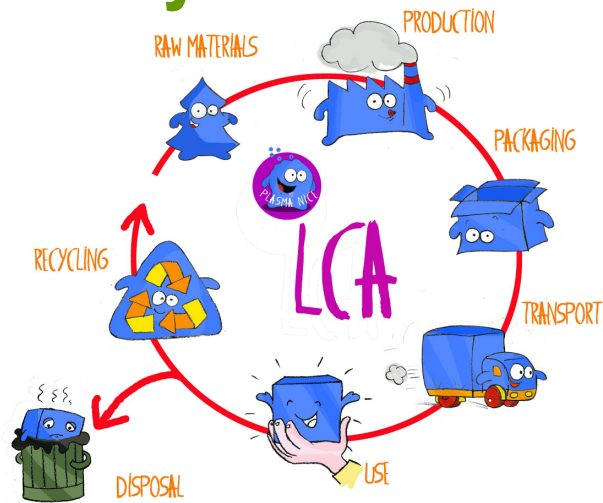 PRODUCTION
RAW MATERIALS
PACKAGING
PLASMA NICE
LCA
RECYCLING
TRANSPORT
USE
DISPOSAL